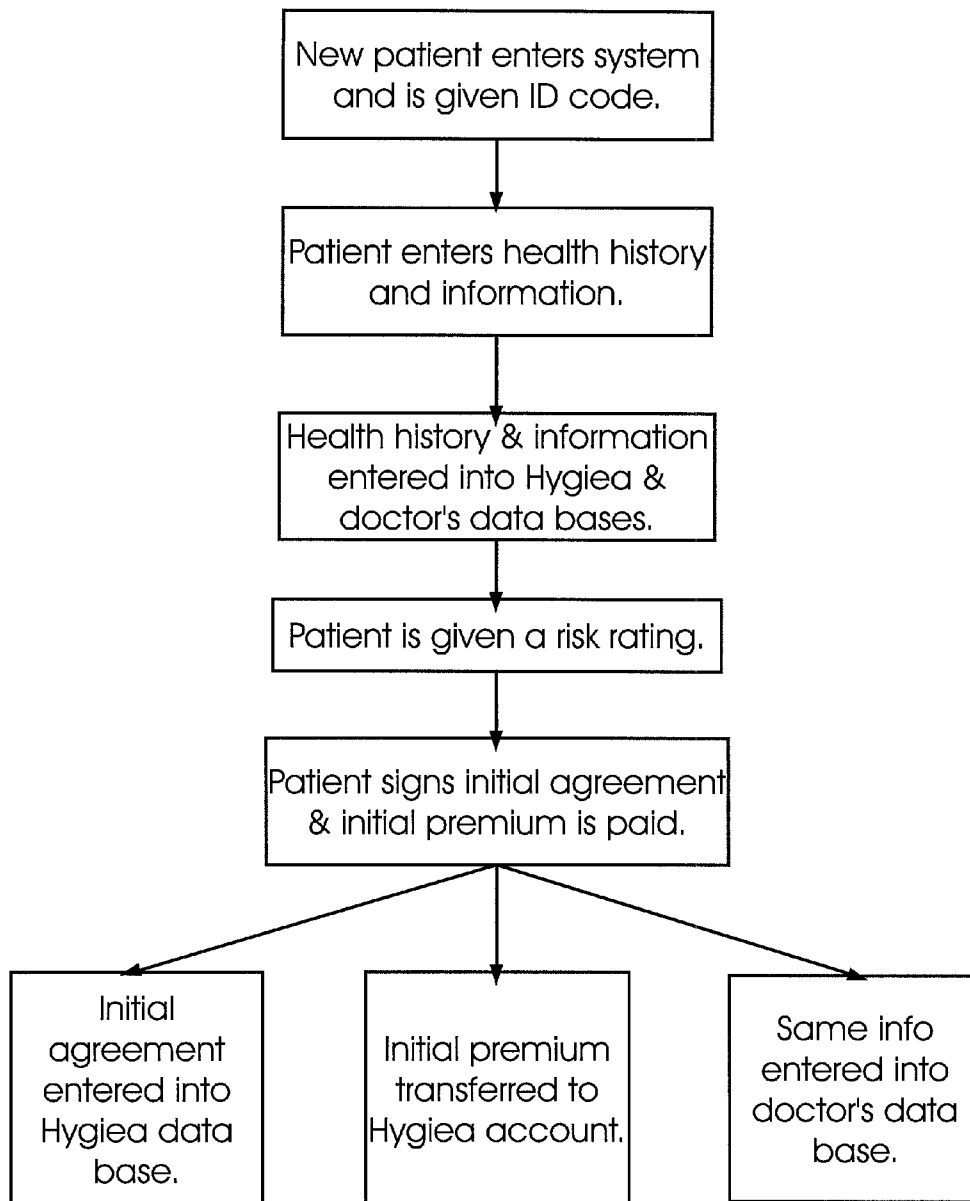 New patient enters system
and is given ID code.
Patient enters health history
and information.
Health history & information
entered into Hygiea &
doctor's data bases.
Patient is given a risk rating.
Patient signs initial agreement
& initial premium is paid.
Initial
agreement
entered into
Hygiea data
base.
Initial premium
transferred to
Hygiea account.
Same info
entered into
doctor's data
base.